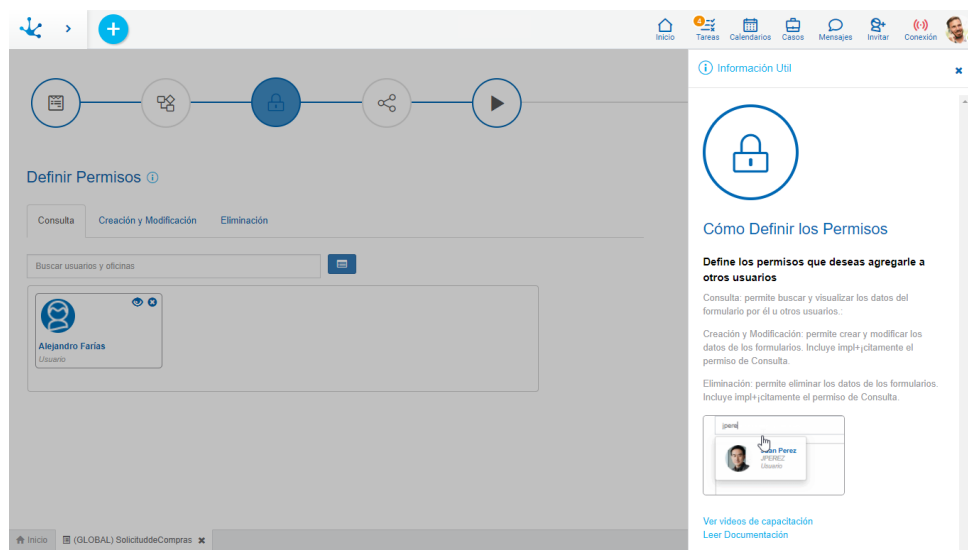 4
Inicio
Tareas
Calendarios
Casos
Mensajes
Invitar
Conexión
Definir Permisos
Consulta
Creación y Modificación
Eliminación
Buscar usuarios y oficinas
Alejandro Farías
Usuario
Inicio
(GLOBAL) SolicituddeCompras
Información Util
Cómo Definir los Permisos
Define los permisos que deseas agregarle a
otros usuarios
Consulta: permite buscar y visualizar los datos del
formulario por él u otros usuarios.:
Creación y Modificación: permite crear y modificar los
datos de los formularios. Incluye impl+¡citamente el
permiso de Consulta.
Eliminación: permite eliminar los datos de los formularios.
Incluye impl+¡citamente el permiso de Consulta.
jpere
Juan Perez
JPEREZ
Usuario
Ver videos de capacitación
Leer Documentación